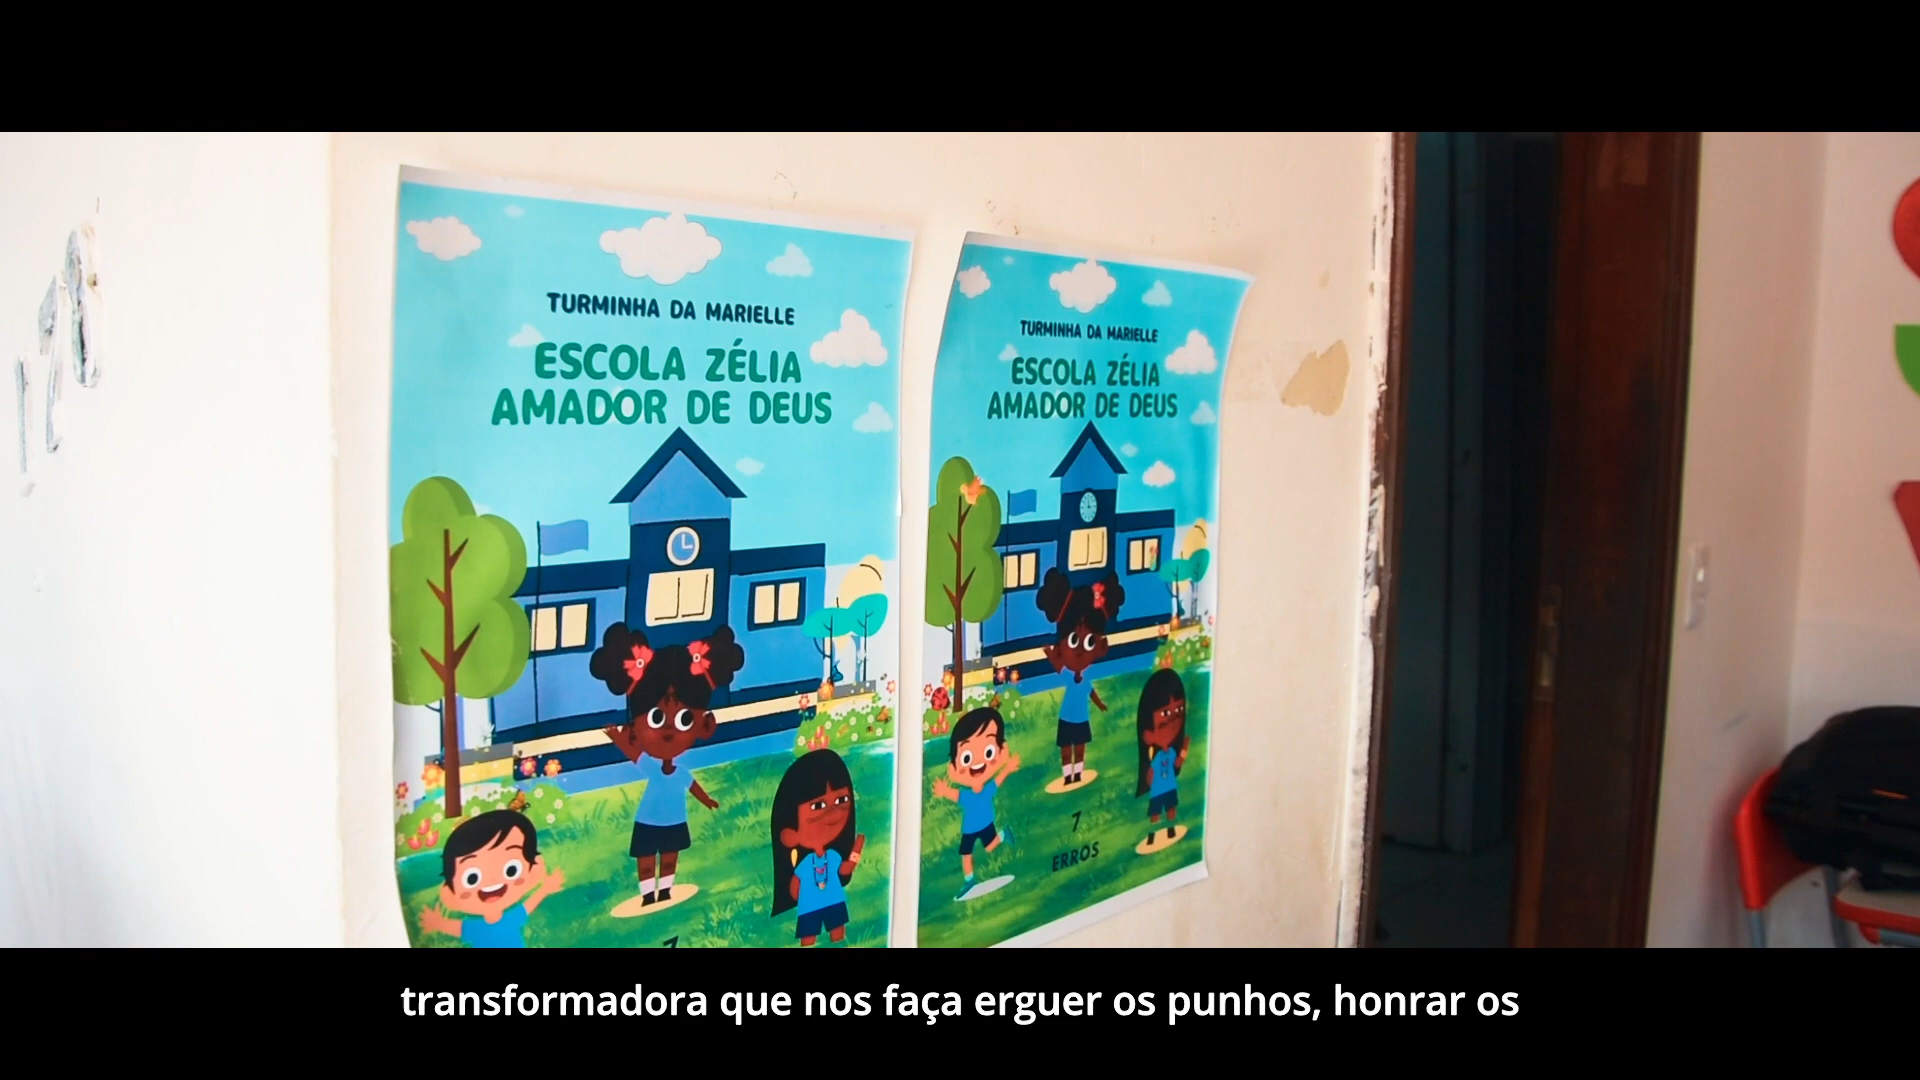 TURMINHA DA MARIELLE
ESCOLA ZÉLIA
AMADOR DE DEUS
TURMINHA DA MARIELLE
ESCOLA ZÉLIA
AMADOR DE DEUS
7
ERROS
transformadora que nos faça erguer os punhos, honrar os